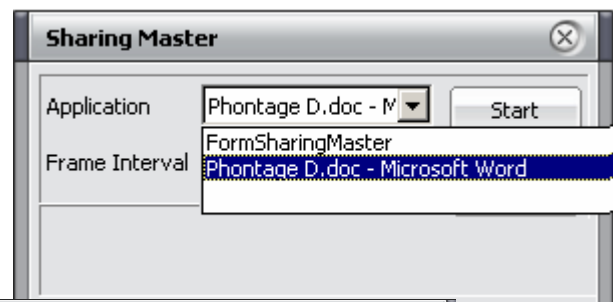 Sharing Master
Application
Phontage D.doc - M
Start
FormSharingMaster
Frame Interval
Phontage D.doc - Microsoft Word